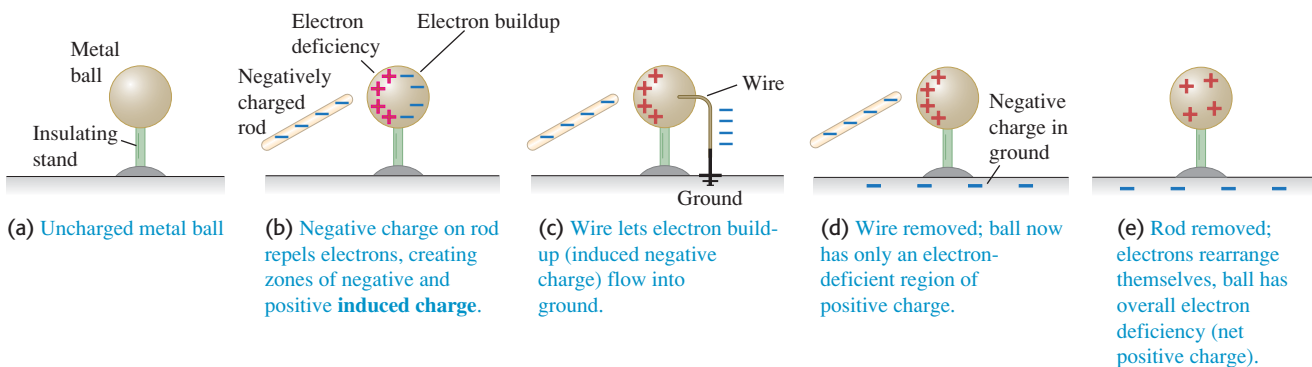 Metal
ball
Insulating
stand
(a) Uncharged metal ball
Electron
deficiency
Electron buildup
Negatively
charged
rod
(b) Negative charge on rod
repels electrons, creating
zones of negative and
positive induced charge.
Wire
Ground
(c) Wire lets electron build-
up (induced negative
charge) flow into
ground.
Negative
charge in
ground
(d) Wire removed; ball now
has only an electron-
deficient region of
positive charge.
(e) Rod removed;
electrons rearrange
themselves, ball has
overall electron
deficiency (net
positive charge).